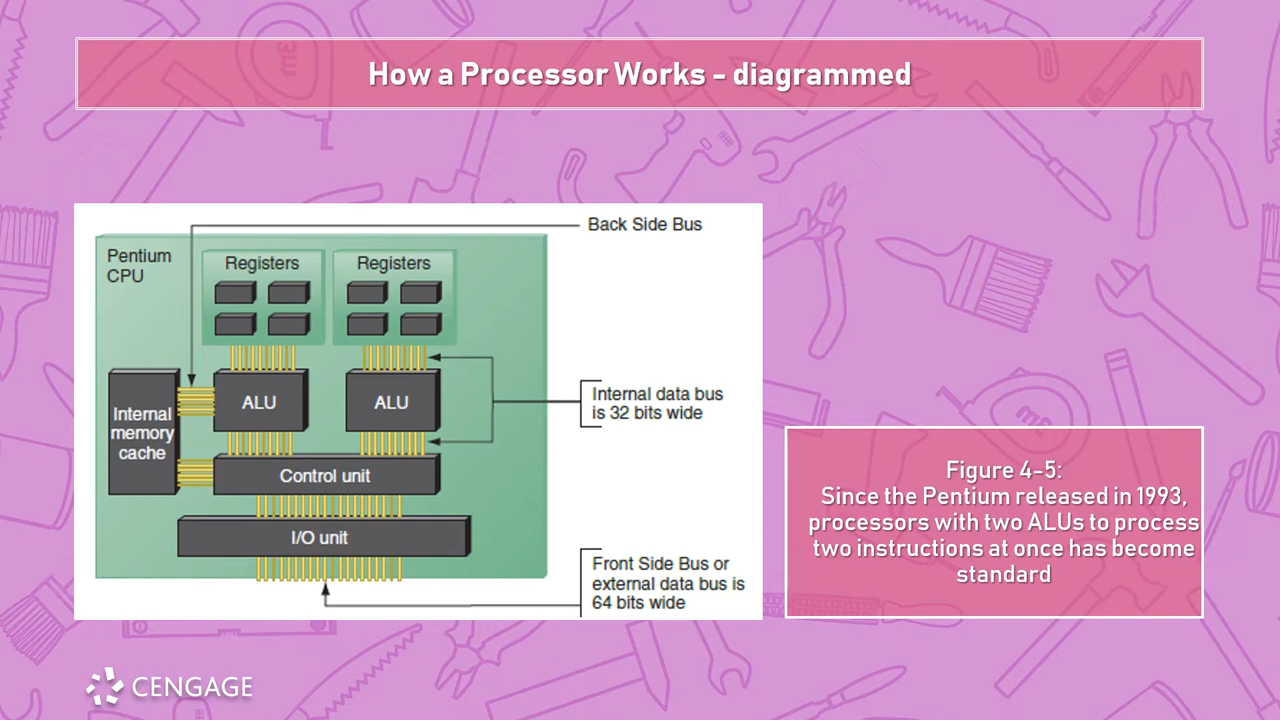 How a Processor Works - diagrammed
Back Side Bus
Pentium
CPU
Registers
Registers
Internal
memory
cache
ALU
ALU
Internal data bus
is 32 bits wide
Control unit
I/O unit
Front Side Bus or
external data bus is
64 bits wide
Figure 4-5:
Since the Pentium released in 1993,
processors with two ALUs to process
two instructions at once has become
standard
CENGAGE